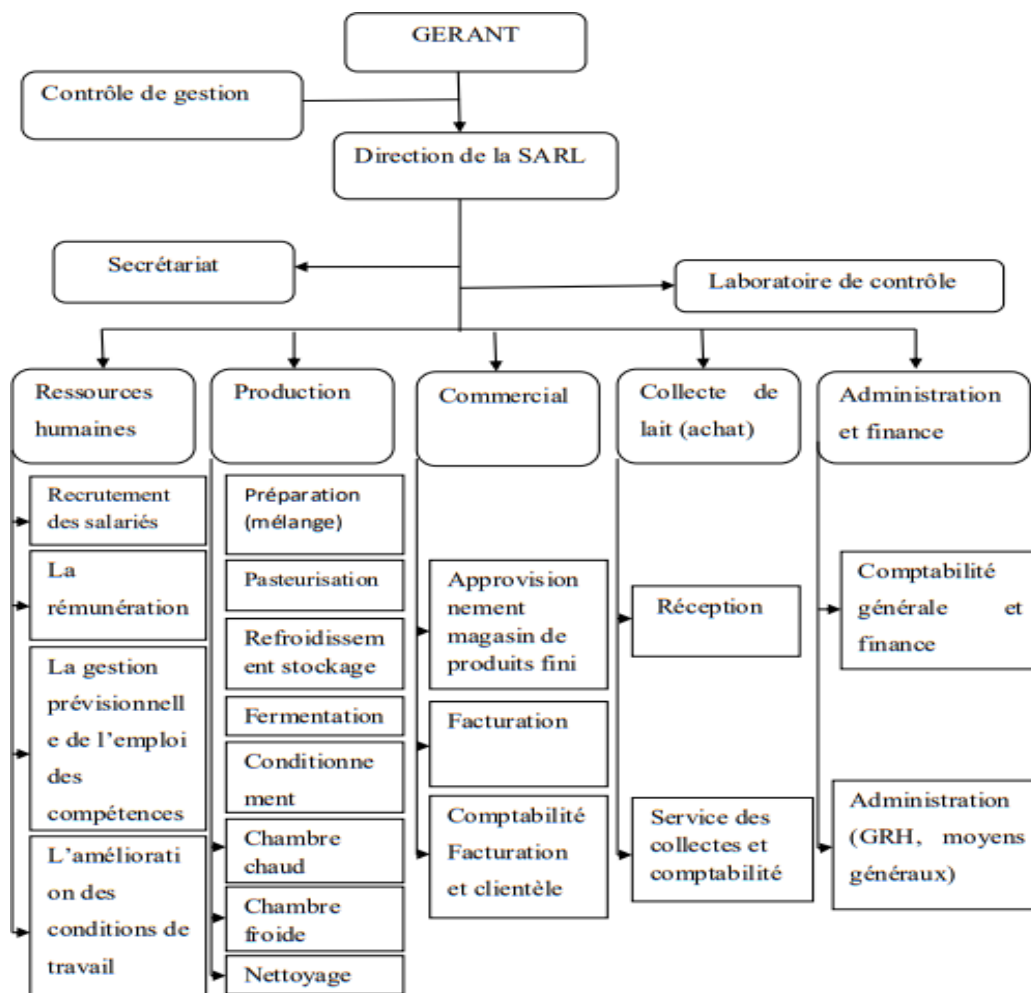 GERANT
Contrôle de gestion
Direction de la SARL
Secrétariat
Laboratoire de contrôle
Ressources
humaines
Production
Commercial
Collecte de
lait (achat)
Administration
et finance
Recrutement
des salariés
La
rémunération
La gestion
prévisionnell
e de l’emploi
des
compétences
L’améliorati
on des
conditions de
travail
Préparation
(mélange)
Pasteurisation
Refroidissem
ent stockage
Fermentation
Conditionne
ment
Chambre
chaud
Chambre
froide
Nettoyage
Approvision
nement
magasin de
produits fini
Facturation
Comptabilité
Facturation
et clientèle
Réception
Service des
collectes et
comptabilité
Comptabilité
générale et
finance
Administration
(GRH, moyens
généraux)